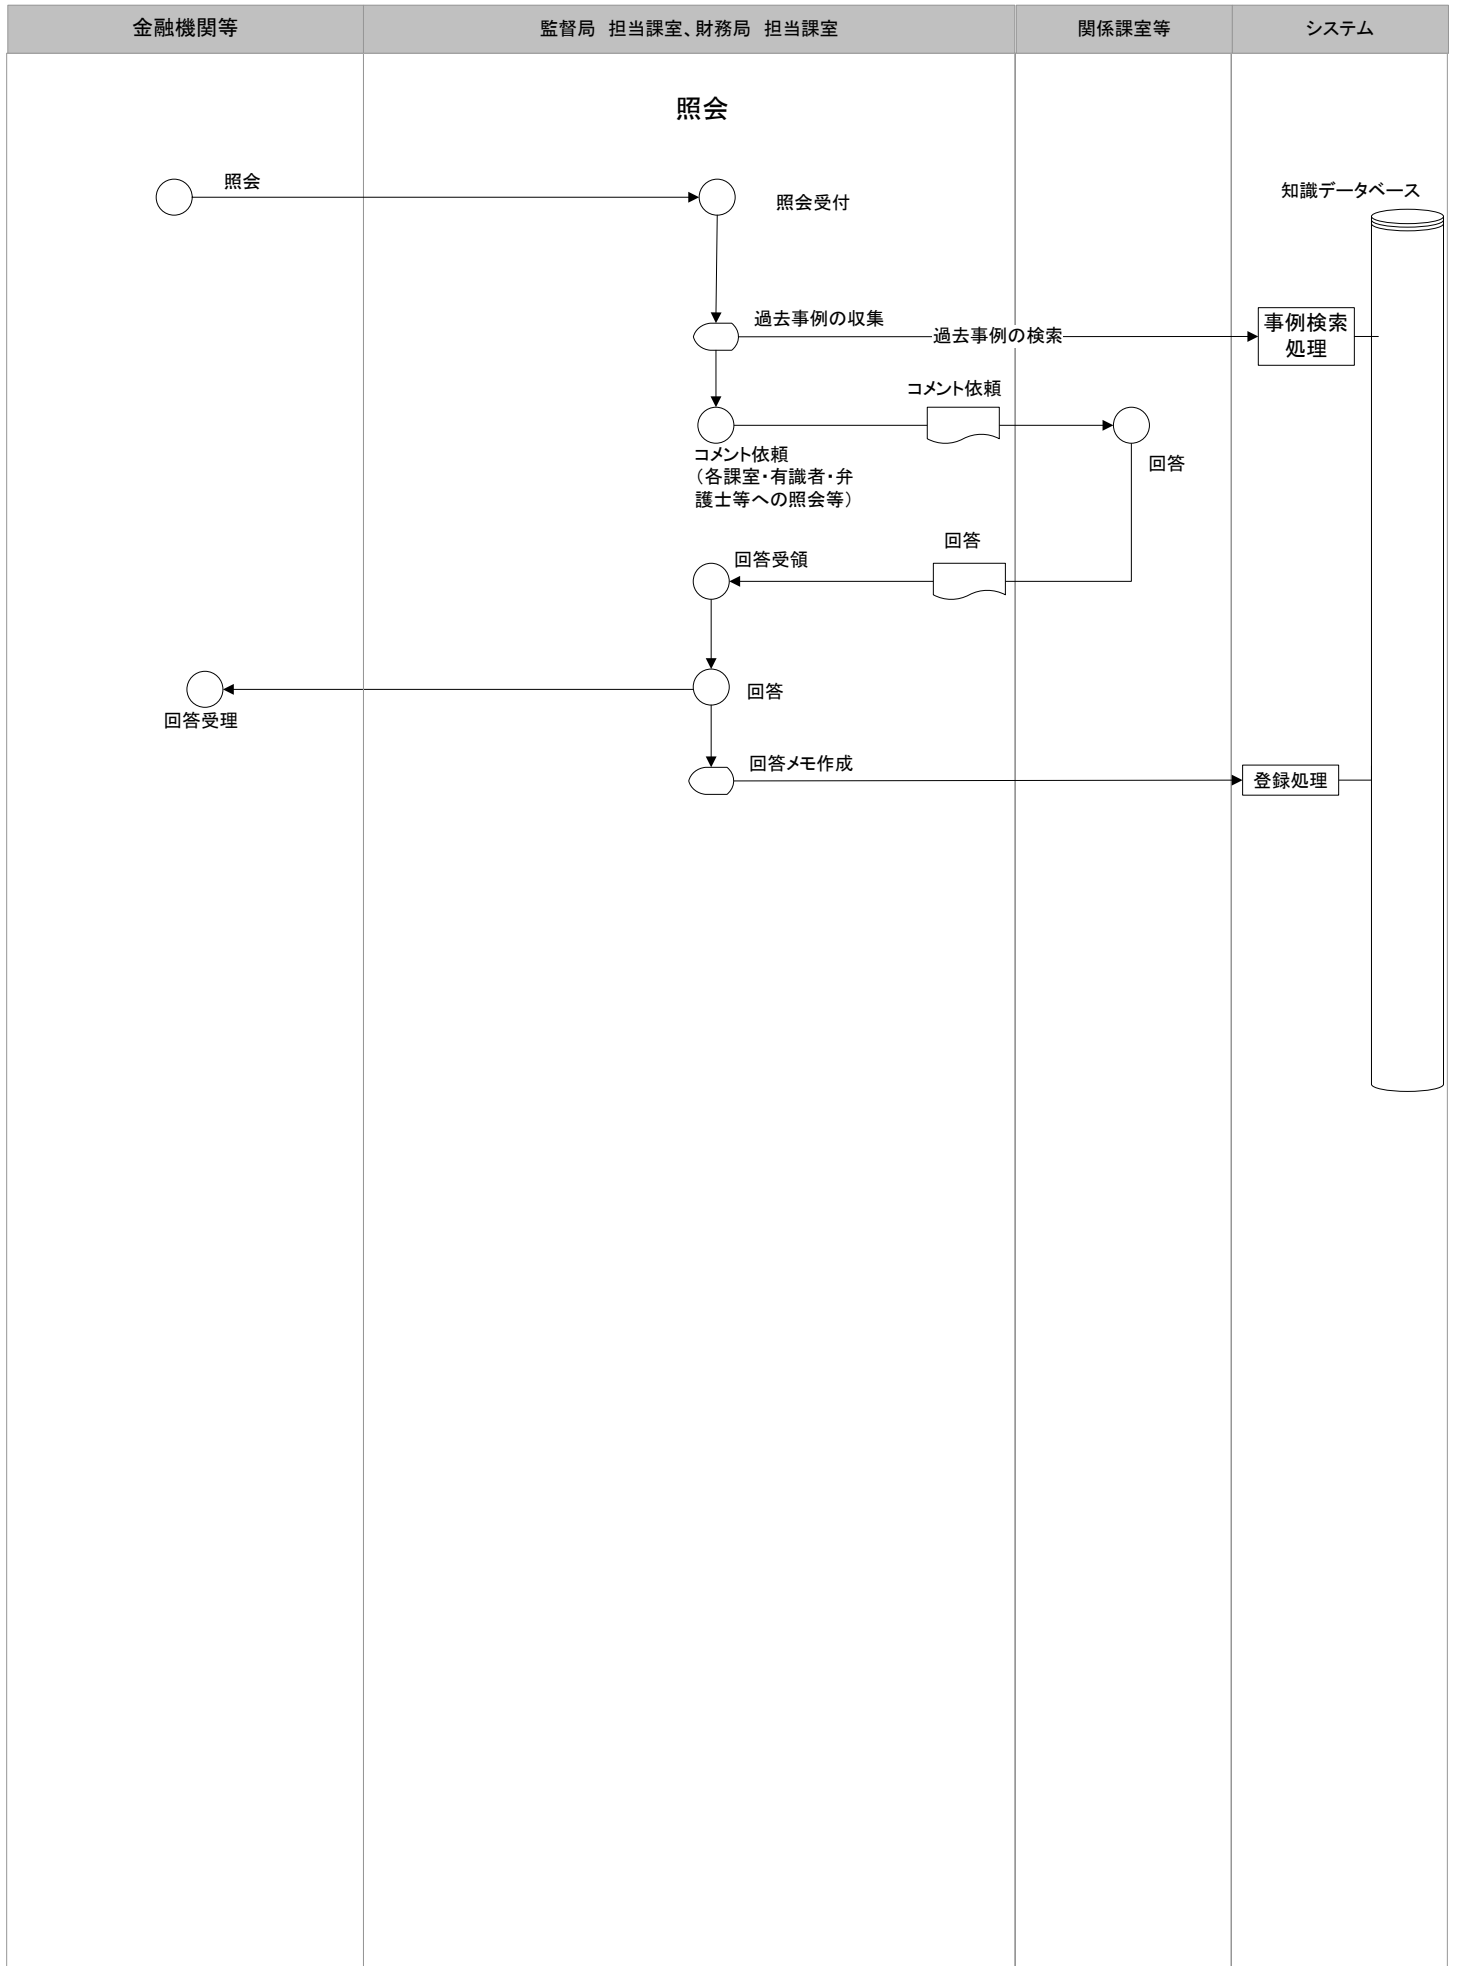 金融機関等
監督局　担当課室、財務局　担当課室
関係課室等
システム
照会
照会
照会受付
知識データベース
過去事例の収集
過去事例の検索
事例検索
処理
コメント依頼
コメント依頼
（各課室・有識者・弁
護士等への照会等）
回答
回答
回答受領
回答
回答受理
回答メモ作成
登録処理